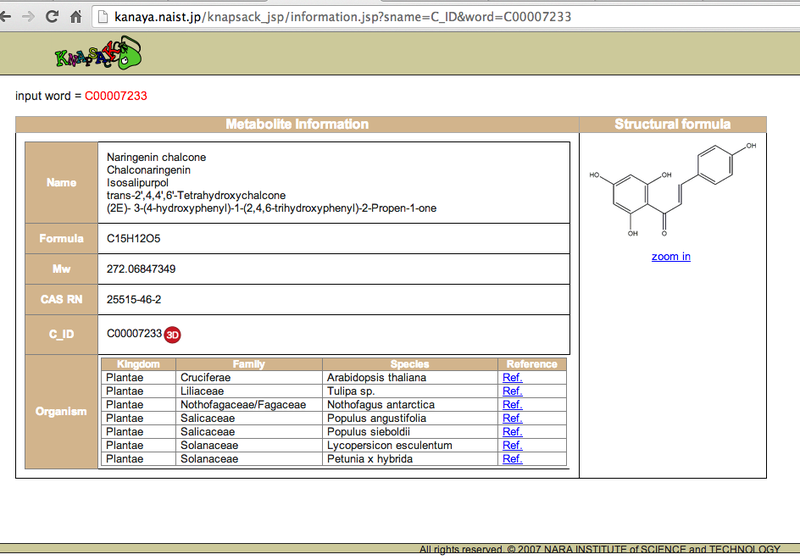 kanaya.naist.jp/knapsack_jsp/information.jsp?sname=C_ID&word=C00007233
KNApSAcK
input word = C00007233
Metabolite Information
Structural formula
Name
Naringenin chalcone
Chalconaringenin
Isosalipurpol
trans-2',4,4',6'-Tetrahydroxychalcone
(2E)- 3-(4-hydroxyphenyl)-1-(2,4,6-trihydroxyphenyl)-2-Propen-1-one
OH
HO
OH
OH
O
zoom in
Formula
C15H12O5
Mw
272.06847349
CAS RN
25515-46-2
C_ID
C00007233 3D
Organism
Kingdom Family Species Reference
Plantae Cruciferae Arabidopsis thaliana Ref.
Plantae Liliaceae Tulipa sp. Ref.
Plantae Nothofagaceae/Fagaceae Nothofagus antarctica Ref.
Plantae Salicaceae Populus angustifolia Ref.
Plantae Salicaceae Populus sieboldii Ref.
Plantae Solanaceae Lycopersicon esculentum Ref.
Plantae Solanaceae Petunia x hybrida Ref.
All rights reserved. © 2007 NARA INSTITUTE of SCIENCE and TECHNOLOGY